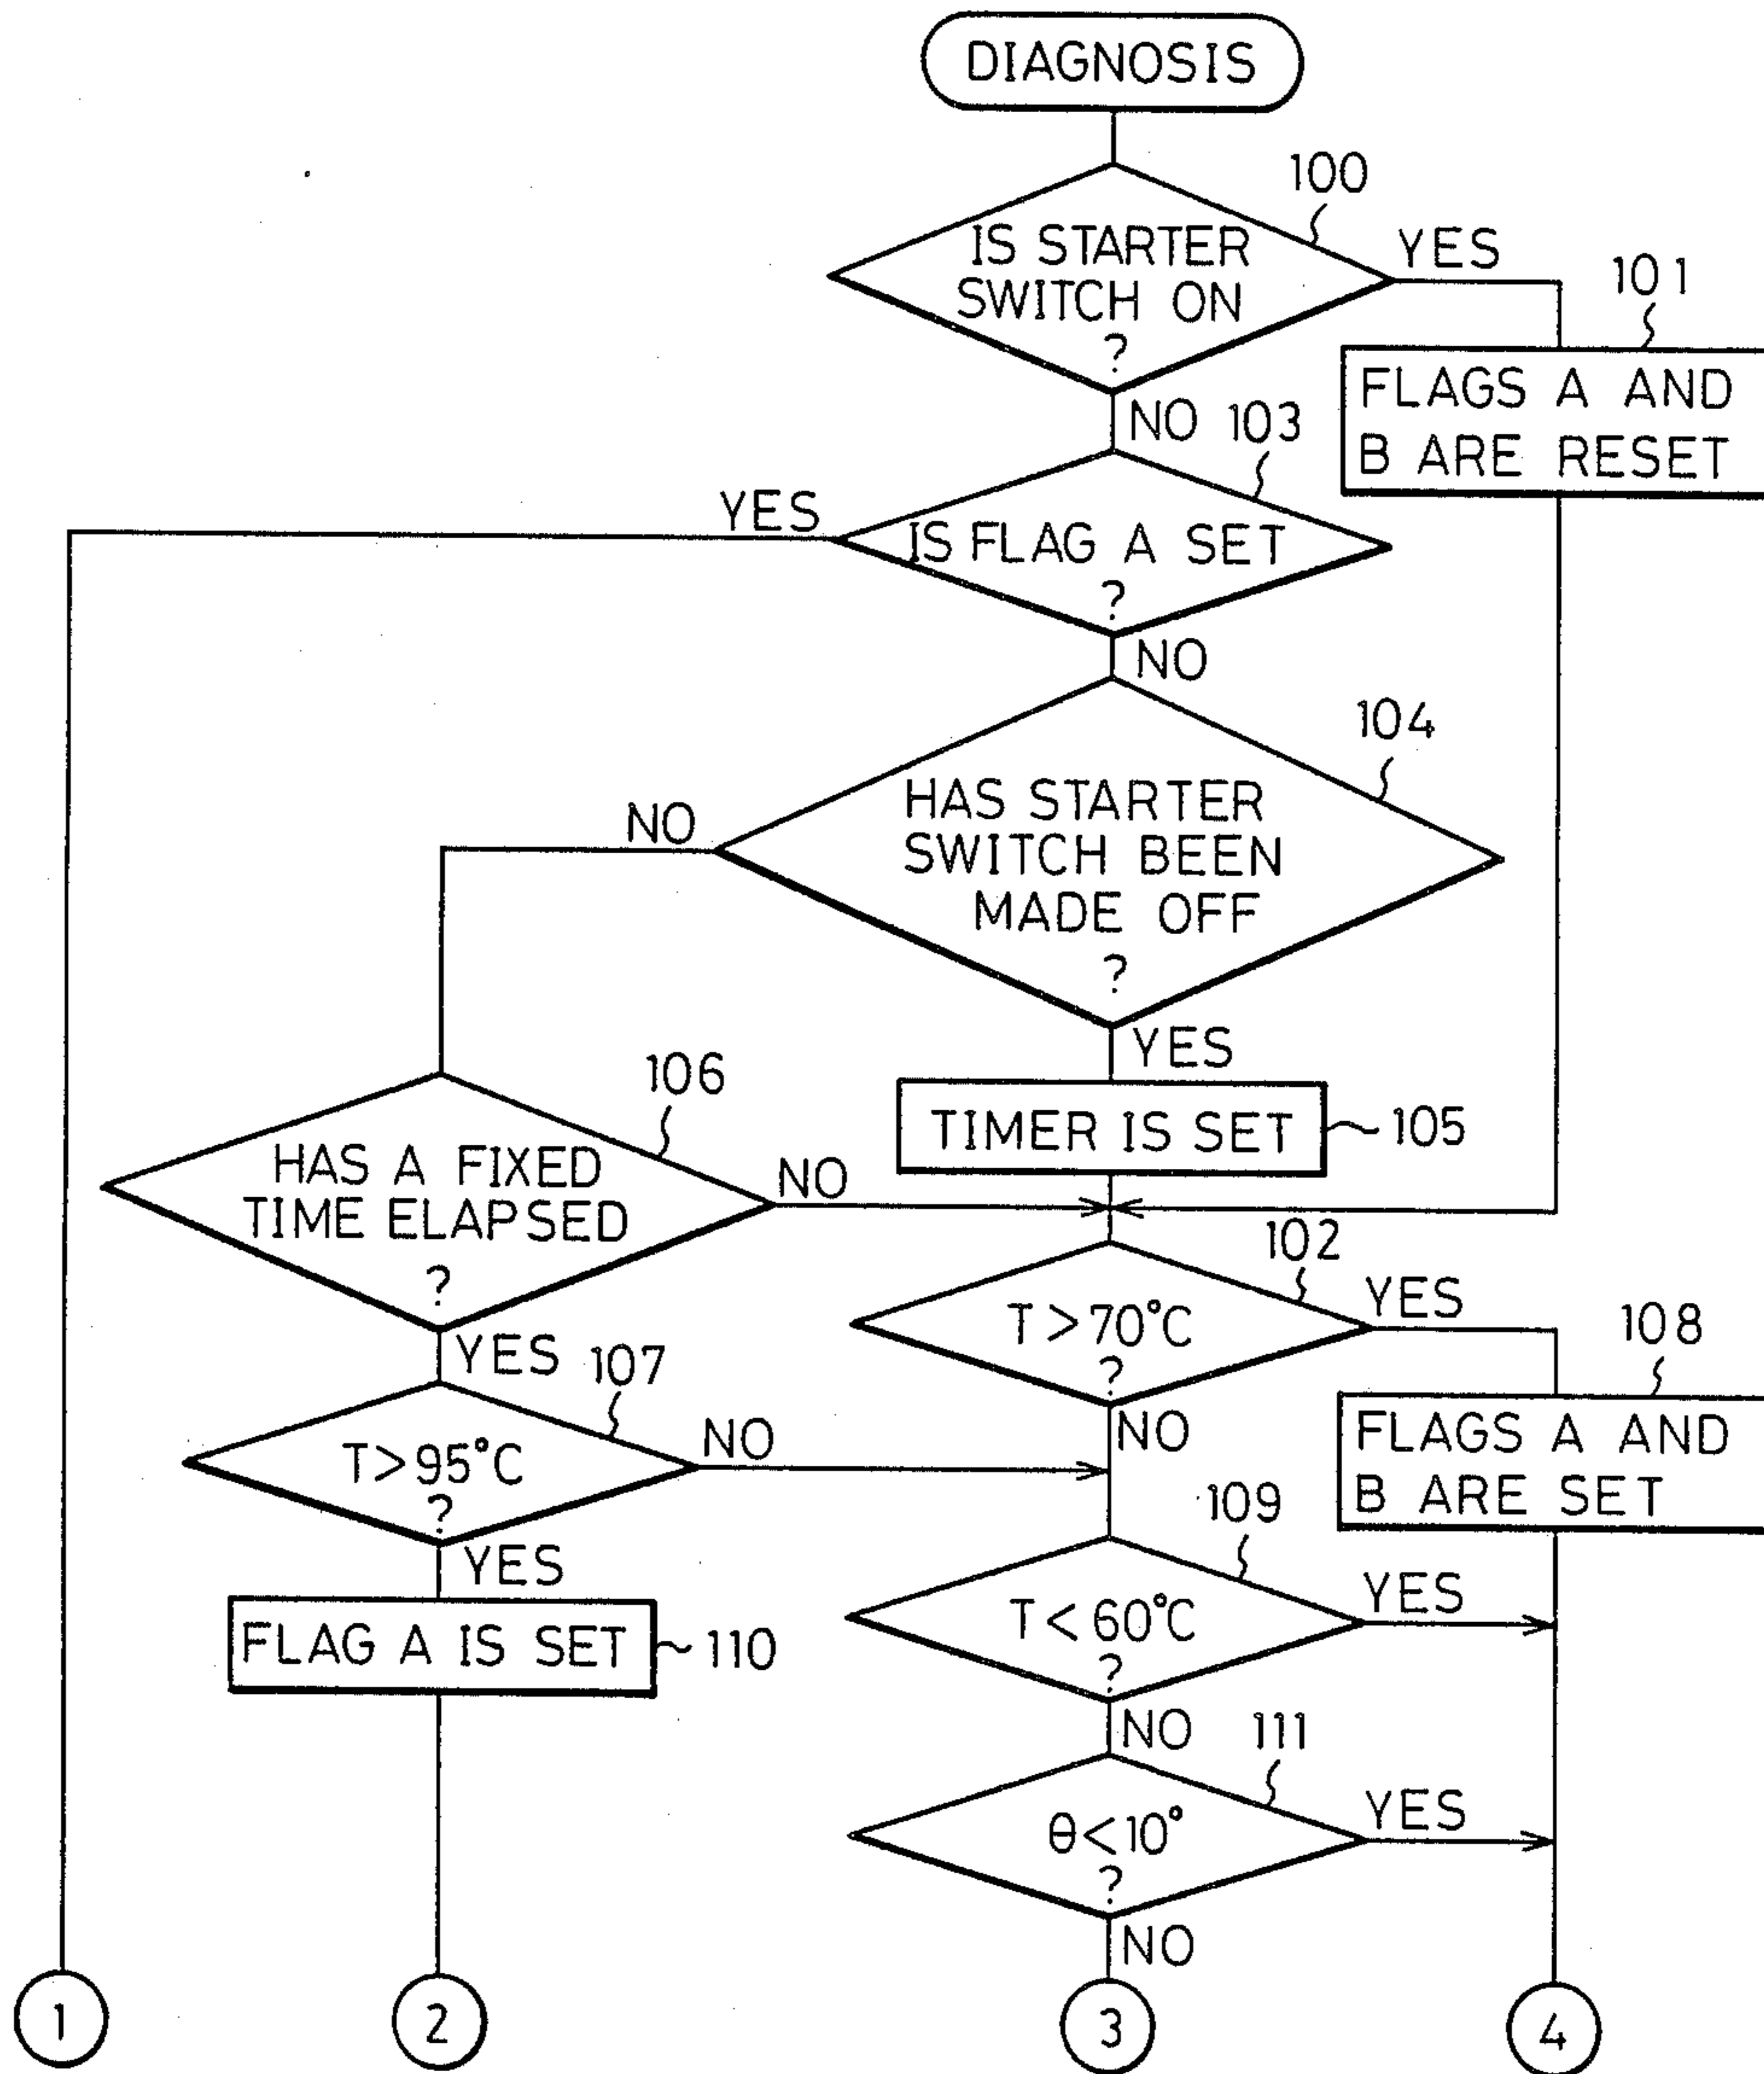 DIAGNOSIS
100
IS STARTER
SWITCH ON
?
YES
101
FLAGS A AND
B ARE RESET
NO
103
YES
IS FLAG A SET
?
NO
104
HAS STARTER
SWITCH BEEN
MADE OFF
?
NO
YES
106
TIMER IS SET
105
HAS A FIXED
TIME ELAPSED
?
NO
102
T > 70°C
?
YES
108
YES
107
NO
FLAGS A AND
B ARE SET
T > 95°C
?
NO
109
YES
T < 60°C
?
YES
FLAG A IS SET
110
NO
111
θ < 10°
?
YES
NO
1
2
3
4